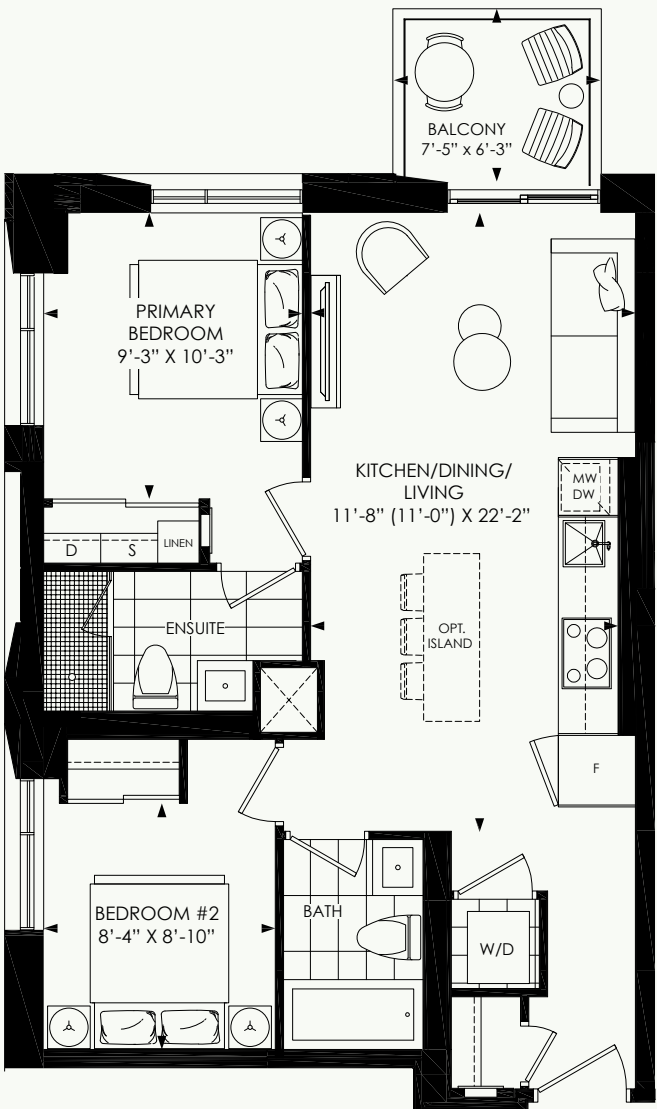 BALCONY
7'-5" x 6'-3"
PRIMARY
BEDROOM
9'-3" X 10'-3"
KITCHEN/DINING/
LIVING
11'-8" (11'-0") X 22'-2"
MW
DW
D
S
LINEN
ENSUITE
OPT.
ISLAND
F
BEDROOM #2
8'-4" X 8'-10"
BATH
W/D